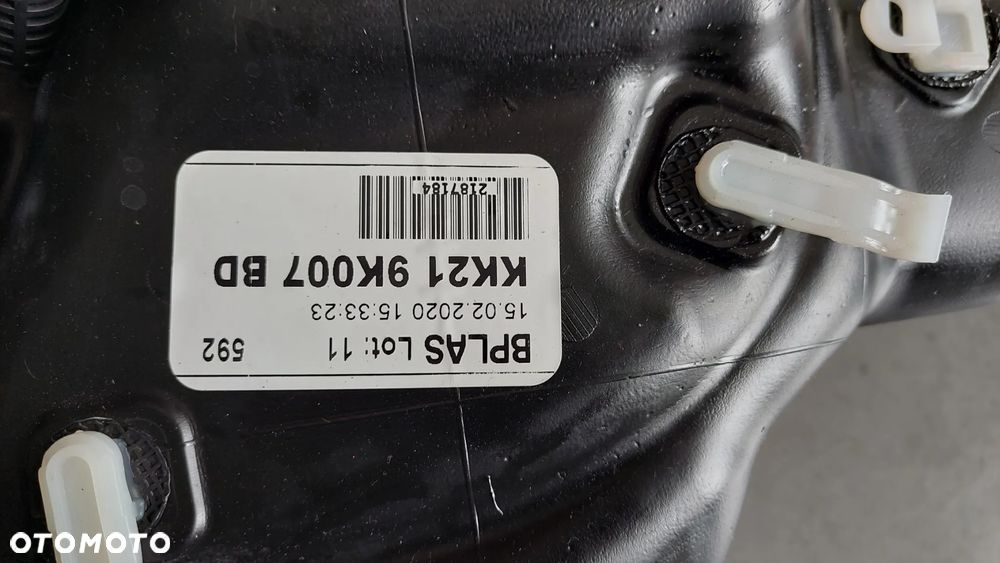 BPLAS Lot: 11 592
15.02.2020 15:33:23
KK21 9K007 BD
2187184
OTOMOTO